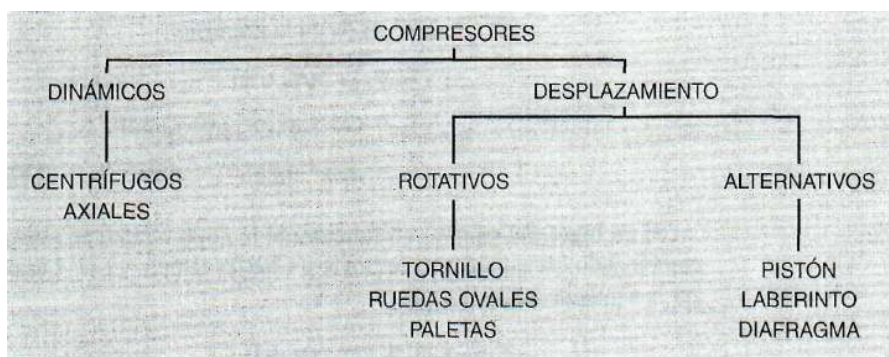 COMPRESORES
DINÁMICOS
DESPLAZAMIENTO
CENTRÍFUGOS
AXIALES
ROTATIVOS
ALTERNATIVOS
TORNILLO
RUEDAS OVALES
PALETAS
PISTÓN
LABERINTO
DIAFRAGMA